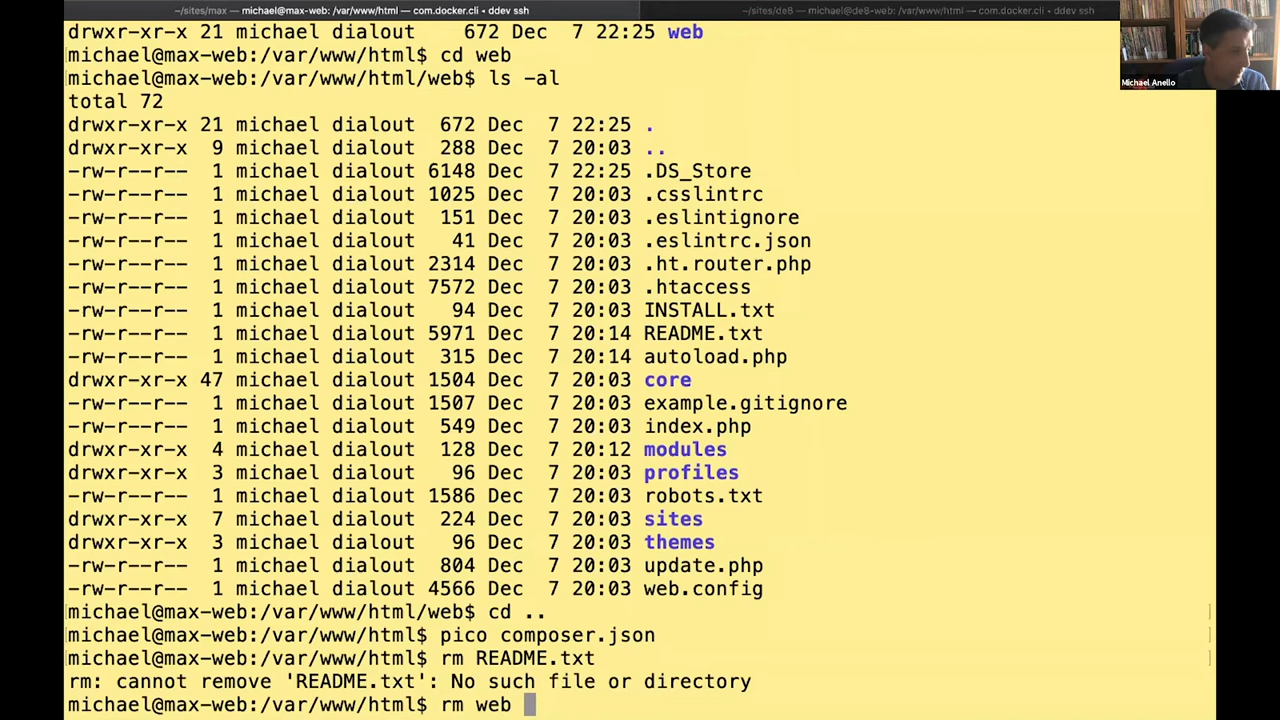 ~/sites/max — michael@max-web: /var/www/html — com.docker.cli • ddev ssh
~/sites/de8 — michael@de8-web: /var/www/html — com.docker.cli • ddev ssh
drwxr-xr-x 21 michael dialout 672 Dec 7 22:25 web
michael@max-web:/var/www/html$ cd web
michael@max-web:/var/www/html/web$ ls -al
total 72
drwxr-xr-x 21 michael dialout 672 Dec 7 22:25 .
drwxr-xr-x 9 michael dialout 288 Dec 7 20:03 ..
-rw-r--r-- 1 michael dialout 6148 Dec 7 22:25 .DS_Store
-rw-r--r-- 1 michael dialout 1025 Dec 7 20:03 .csslintrc
-rw-r--r-- 1 michael dialout 151 Dec 7 20:03 .eslintignore
-rw-r--r-- 1 michael dialout 41 Dec 7 20:03 .eslintrc.json
-rw-r--r-- 1 michael dialout 2314 Dec 7 20:03 .ht.router.php
-rw-r--r-- 1 michael dialout 7572 Dec 7 20:03 .htaccess
-rw-r--r-- 1 michael dialout 94 Dec 7 20:03 INSTALL.txt
-rw-r--r-- 1 michael dialout 5971 Dec 7 20:14 README.txt
-rw-r--r-- 1 michael dialout 315 Dec 7 20:14 autoload.php
drwxr-xr-x 47 michael dialout 1504 Dec 7 20:03 core
-rw-r--r-- 1 michael dialout 1507 Dec 7 20:03 example.gitignore
-rw-r--r-- 1 michael dialout 549 Dec 7 20:03 index.php
drwxr-xr-x 4 michael dialout 128 Dec 7 20:12 modules
drwxr-xr-x 3 michael dialout 96 Dec 7 20:03 profiles
-rw-r--r-- 1 michael dialout 1586 Dec 7 20:03 robots.txt
drwxr-xr-x 7 michael dialout 224 Dec 7 20:03 sites
drwxr-xr-x 3 michael dialout 96 Dec 7 20:03 themes
-rw-r--r-- 1 michael dialout 804 Dec 7 20:03 update.php
-rw-r--r-- 1 michael dialout 4566 Dec 7 20:03 web.config
michael@max-web:/var/www/html/web$ cd ..
michael@max-web:/var/www/html$ pico composer.json
michael@max-web:/var/www/html$ rm README.txt
rm: cannot remove 'README.txt': No such file or directory
michael@max-web:/var/www/html$ rm web
Michael Anello